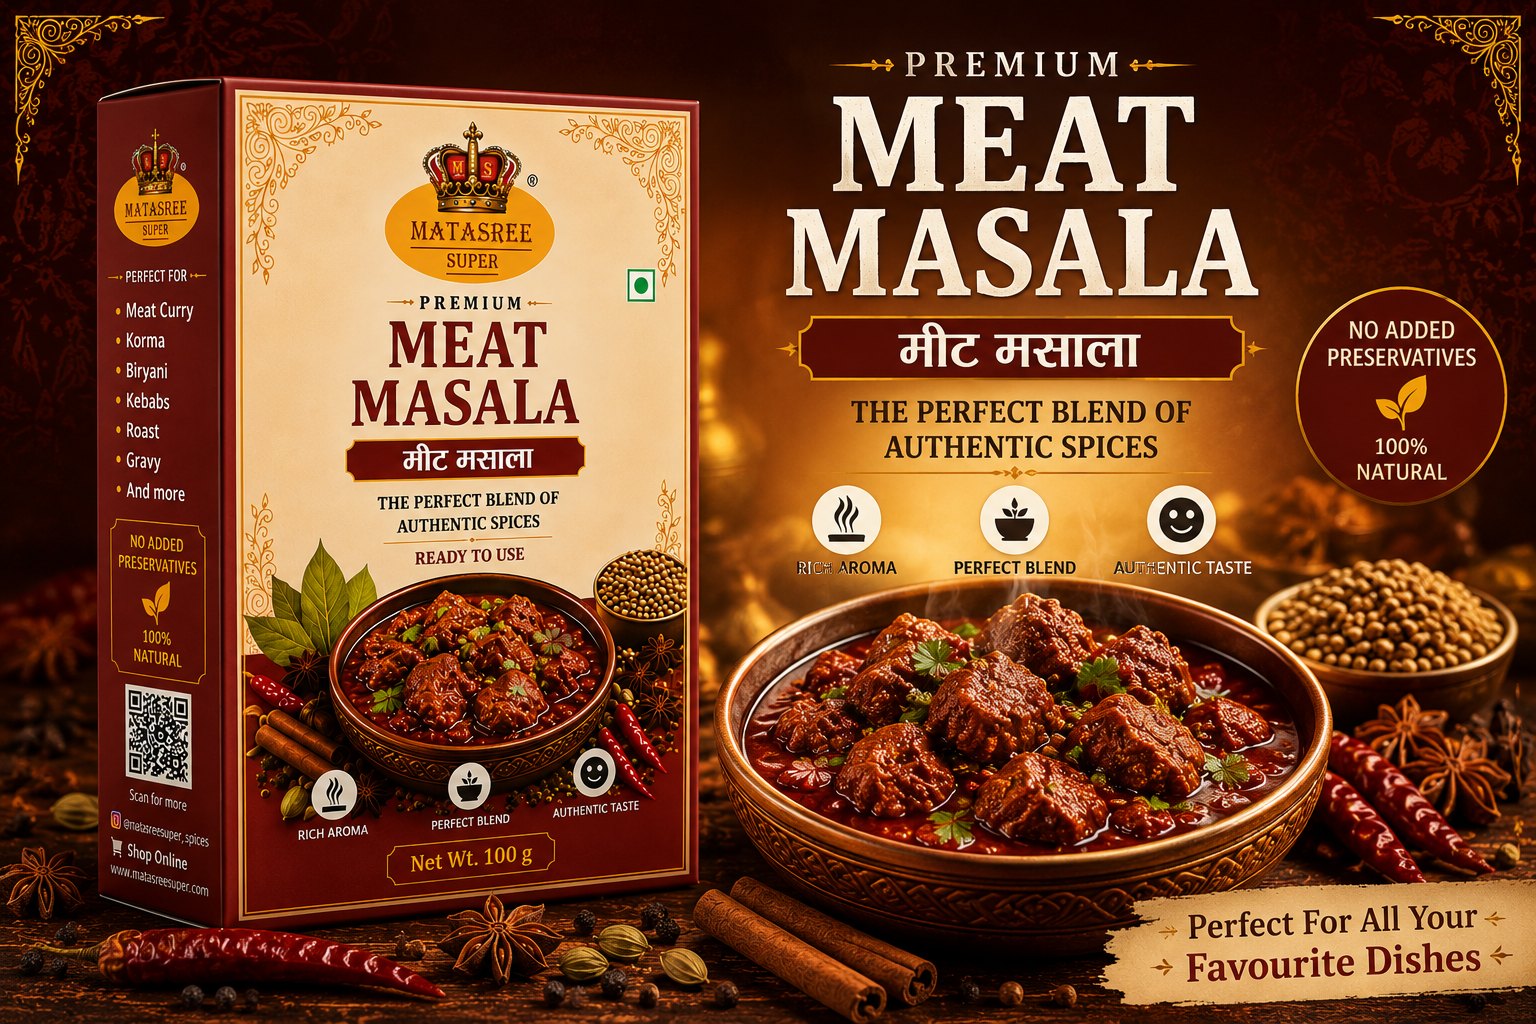 M S
®
MATASREE
SUPER
PERFECT FOR
Meat Curry
Korma
Biryani
Kebabs
Roast
Gravy
And more
NO ADDED
PRESERVATIVES
100%
NATURAL
Scan for more
@matasreesuper_spices
Shop Online
www.matasreesuper.com
M S
®
MATASREE
SUPER
PREMIUM
MEAT
MASALA
मीट मसाला
THE PERFECT BLEND OF
AUTHENTIC SPICES
READY TO USE
RICH AROMA
PERFECT BLEND
AUTHENTIC TASTE
Net Wt. 100 g
PREMIUM
MEAT
MASALA
मीट मसाला
THE PERFECT BLEND OF
AUTHENTIC SPICES
RICH AROMA
PERFECT BLEND
AUTHENTIC TASTE
NO ADDED
PRESERVATIVES
100%
NATURAL
Perfect For All Your
Favourite Dishes